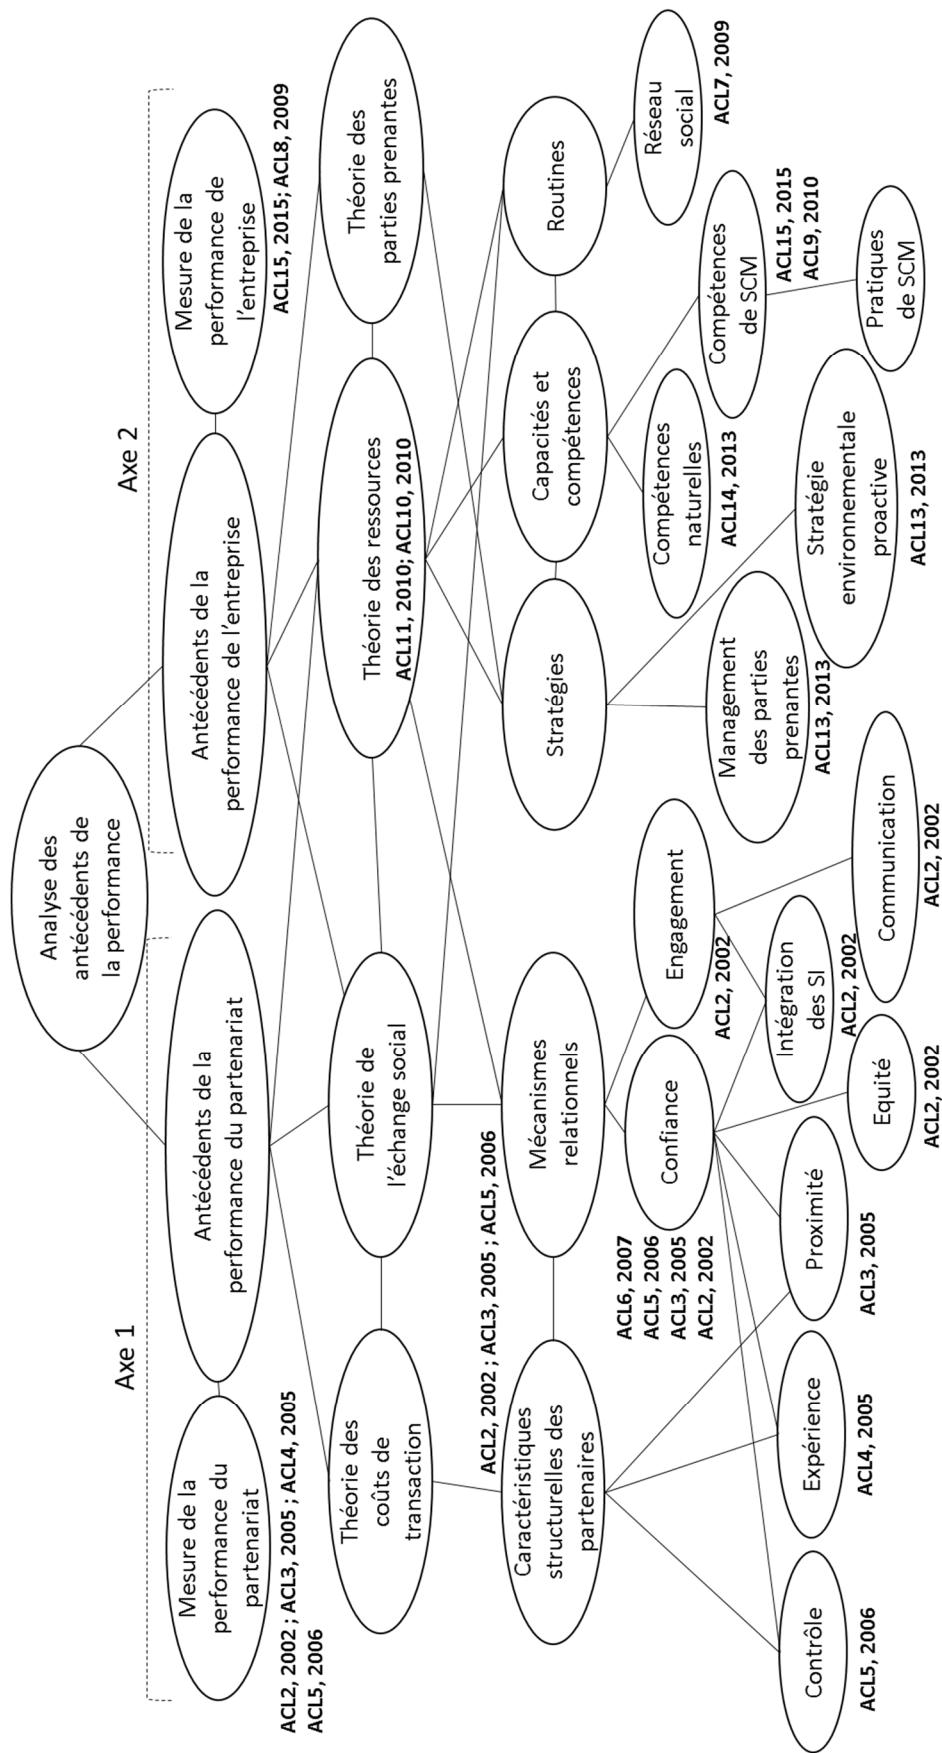 Analyse des
antécédents de
la performance
Axe 1
Axe 2
Mesure de la
performance du
partenariat
ACL2, 2002 ; ACL3, 2005 ; ACL4, 2005
ACL5, 2006
Antécédents de la
performance du partenariat
Antécédents de la
performance de l'entreprise
Mesure de la
performance de
l'entreprise
ACL15, 2015; ACL8, 2009
Théorie des
coûts de
transaction
Théorie de
l'échange social
Théorie des ressources
ACL11, 2010; ACL10, 2010
Théorie des
parties prenantes
ACL2, 2002 ; ACL3, 2005 ; ACL5, 2006
Caractéristiques
structurelles des
partenaires
Mécanismes
relationnels
Stratégies
Capacités et
compétences
Routines
ACL6, 2007
ACL5, 2006
ACL3, 2005
ACL2, 2002
Confiance
Engagement
ACL2, 2002
Compétences
naturelles
ACL14, 2013
Compétences
de SCM
ACL15, 2015
ACL9, 2010
Réseau
social
ACL7, 2009
Management
des parties
prenantes
ACL13, 2013
Contrôle
ACL5, 2006
Expérience
ACL4, 2005
Proximité
ACL3, 2005
Equité
ACL2, 2002
Intégration
des SI
ACL2, 2002
Communication
ACL2, 2002
Stratégie
environnementale
proactive
ACL13, 2013
Pratiques
de SCM